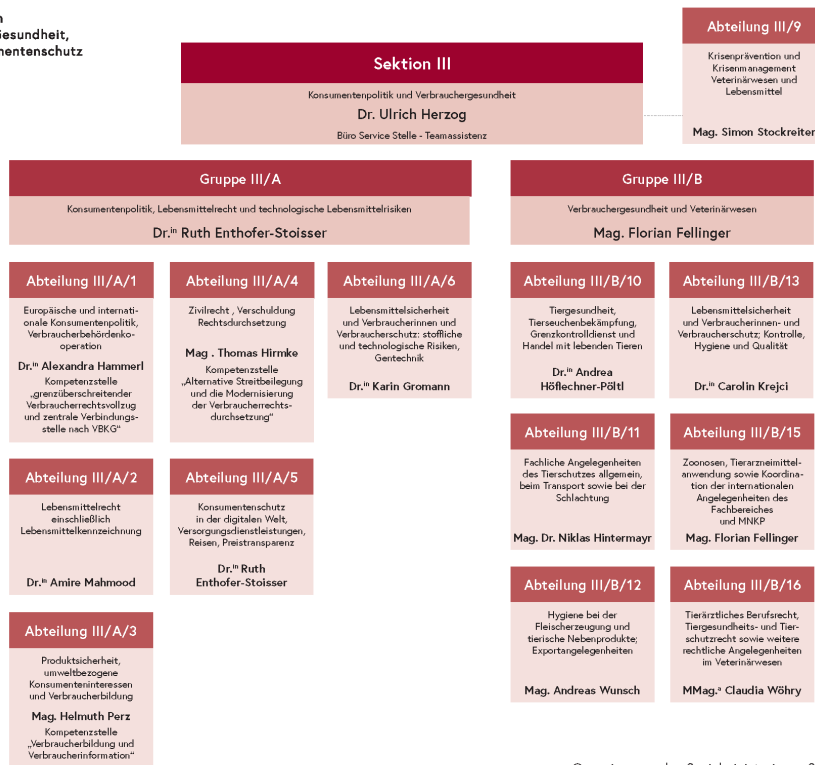 Gesundheit,
Sektion III
Konsumentenpolitik und Verbrauchergesundheit
Dr. Ulrich Herzog
Büro Service Stelle - Teamassistenz
Abteilung III/9
Krisenprävention und
Krisenmanagement
Veterinärwesen und
Lebensmittel
Mag. Simon Stockreiter
Gruppe III/A
Konsumentenpolitik, Lebensmittelrecht und technologische Lebensmittelrisiken
Dr.in Ruth Enthofer-Stoisser
Gruppe III/B
Verbrauchergesundheit und Veterinärwesen
Mag. Florian Fellinger
Abteilung III/A/1
Europäische und internati-
onale Konsumentenpolitik,
Verbraucherbehördenko-
operation
Dr.in Alexandra Hammerl
Kompetenzstelle
„grenzüberschreitender
Verbraucherrechtsvollzug
und zentrale Verbindungs-
stelle nach VBKG“
Abteilung III/A/4
Zivilrecht , Verschuldung
Rechtsdurchsetzung
Mag . Thomas Hirmke
Kompetenzstelle
„Alternative Streitbeilegung
und die Modernisierung
der Verbraucherrechts-
durchsetzung“
Abteilung III/A/6
Lebensmittelsicherheit
und Verbraucherinnen und
Verbraucherschutz: stoffliche
und technologische Risiken,
Gentechnik
Dr.in Karin Gromann
Abteilung III/B/10
Tiergesundheit,
Tierseuchenbekämpfung,
Grenzkontrolldienst und
Handel mit lebenden Tieren
Dr.in Andrea
Höflechner-Pöltl
Abteilung III/B/13
Lebensmittelsicherheit
und Verbraucherinnen- und
Verbraucherschutz; Kontrolle,
Hygiene und Qualität
Dr.in Carolin Krejci
Abteilung III/B/11
Fachliche Angelegenheiten
des Tierschutzes allgemein,
beim Transport sowie bei der
Schlachtung
Mag. Dr. Niklas Hintermayr
Abteilung III/B/15
Zoonosen, Tierarzneimittel-
anwendung sowie Koordina-
tion der internationalen
Angelegenheiten des
Fachbereiches
und MNKP
Mag. Florian Fellinger
Abteilung III/A/2
Lebensmittelrecht
einschließlich
Lebensmittelkennzeichnung
Dr.in Amire Mahmood
Abteilung III/A/5
Konsumentenschutz
in der digitalen Welt,
Versorgungsdienstleistungen,
Reisen, Preistransparenz
Dr.in Ruth
Enthofer-Stoisser
Abteilung III/B/12
Hygiene bei der
Fleischerzeugung und
tierische Nebenprodukte;
Exportangelegenheiten
Mag. Andreas Wunsch
Abteilung III/B/16
Tierärztliches Berufsrecht,
Tiergesundheits- und Tier-
schutzrecht sowie weitere
rechtliche Angelegenheiten
im Veterinärwesen
MMag.a Claudia Wöhry
Abteilung III/A/3
Produktsicherheit,
umweltbezogene
Konsumenteninteressen
und Verbraucherbildung
Mag. Helmuth Perz
Kompetenzstelle
„Verbraucherbildung und
Verbraucherinformation“